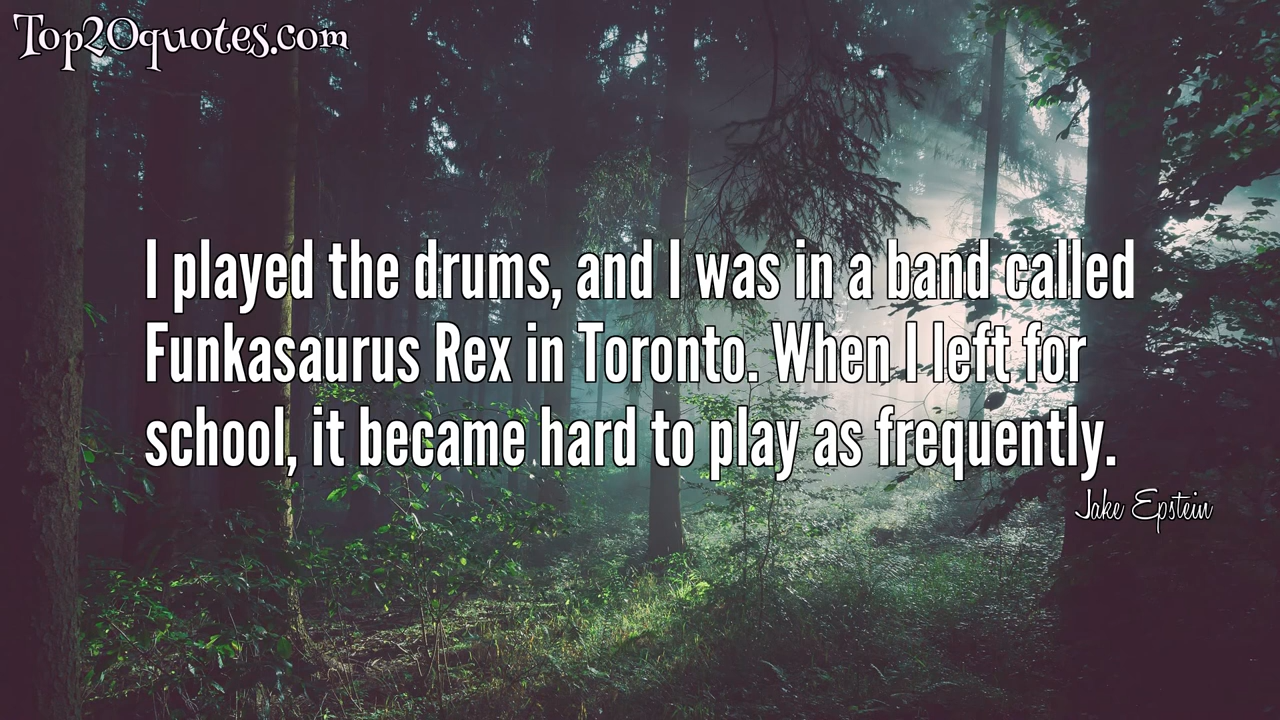 Top20quotes.com
I played the drums, and I was in a band called
Funkasaurus Rex in Toronto. When I left for
school, it became hard to play as frequently.
Jake Epstein